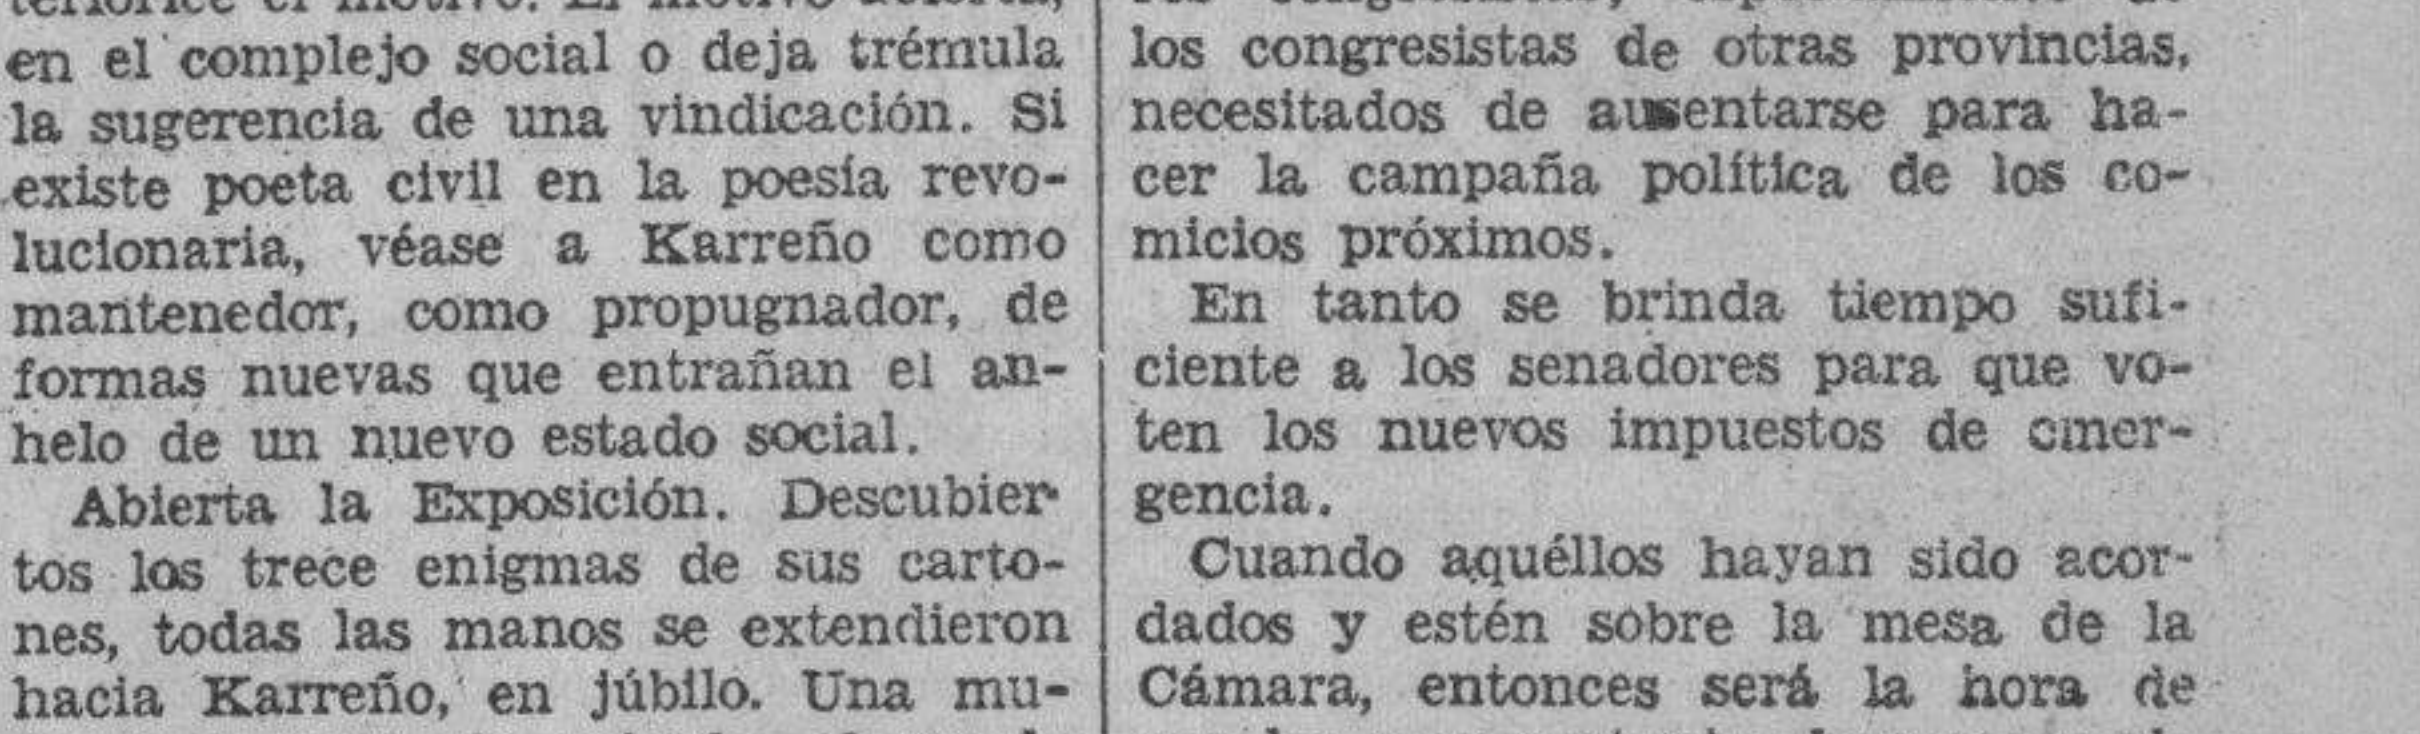 en el complejo social o deja trémula
la sugerencia de una vindicación. Si
existe poeta civil en la poesía revo-
lucionaria, véase a Karreño como
mantenedor, como propugnador, de
formas nuevas que entrañan el an-
helo de un nuevo estado social.
Abierta la Exposición. Descubier-
tos los trece enigmas de sus carto-
nes, todas las manos se extendieron
hacia Karreño, en júbilo. Una mu-
los congresistas de otras provincias,
necesitados de ausentarse para ha-
cer la campaña política de los co-
micios próximos.
En tanto se brinda tiempo sufi-
ciente a los senadores para que vo-
ten los nuevos impuestos de emer-
gencia.
Cuando aquéllos hayan sido acor-
dados y estén sobre la mesa de la
Cámara, entonces será la hora de